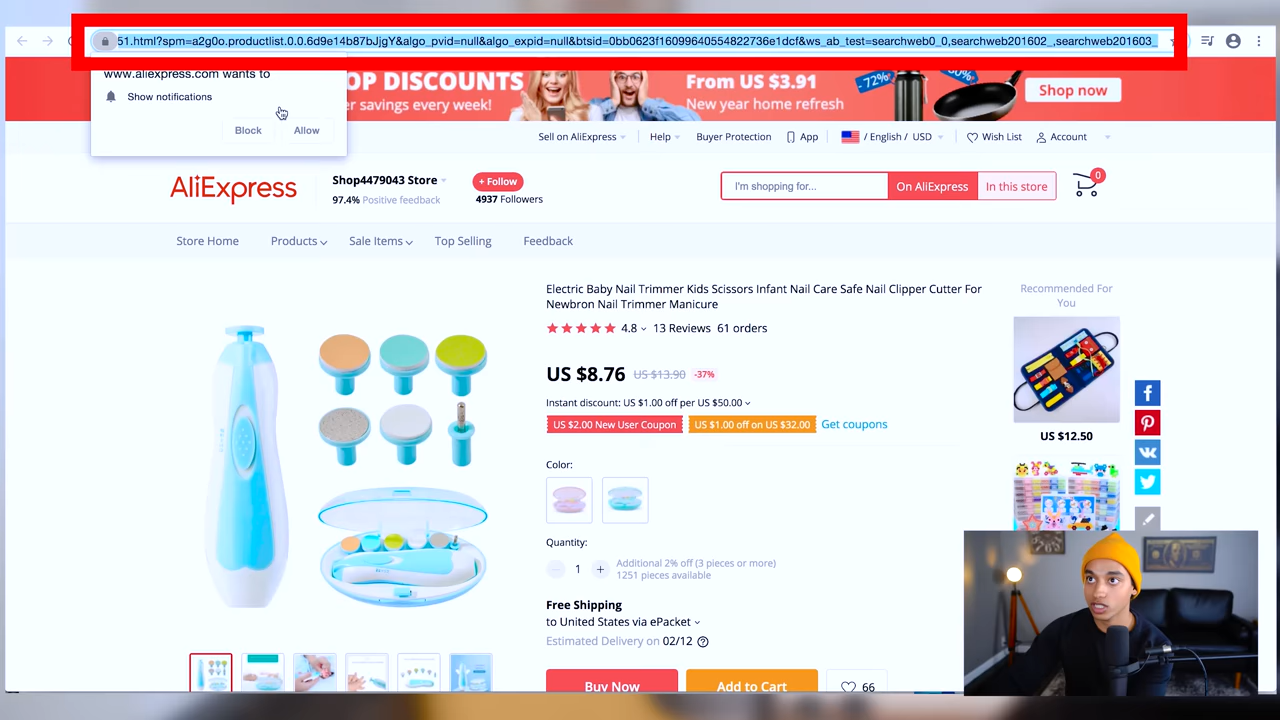 51.html?spm=a2g0o.productlist.0.0.6d9e14b87bJjgY&algo_pvid=null&algo_expid=null&btsid=0bb0623f16099640554822736e1dcf&ws_ab_test=searchweb0_0,searchweb201602_,searchweb201603_
www.aliexpress.com wants to
Show notifications
Block
Allow
OP DISCOUNTS
er savings every week!
From US $3.91
New year home refresh
-72%
Shop now
Sell on AliExpress
Help
Buyer Protection
App
/ English / USD
Wish List
Account
AliExpress
Shop4479043 Store
97.4% Positive feedback
+ Follow
4937 Followers
I'm shopping for...
On AliExpress
In this store
0
Store Home
Products
Sale Items
Top Selling
Feedback
Electric Baby Nail Trimmer Kids Scissors Infant Nail Care Safe Nail Clipper Cutter For
Newbron Nail Trimmer Manicure
4.8
13 Reviews
61 orders
US $8.76
US $13.90
-37%
Instant discount: US $1.00 off per US $50.00
US $2.00 New User Coupon
US $1.00 off on US $32.00
Get coupons
Color:
Quantity:
1
Additional 2% off (3 pieces or more)
1251 pieces available
Free Shipping
to United States via ePacket
Estimated Delivery on 02/12
Buy Now
Add to Cart
66
Recommended For
You
US $12.50